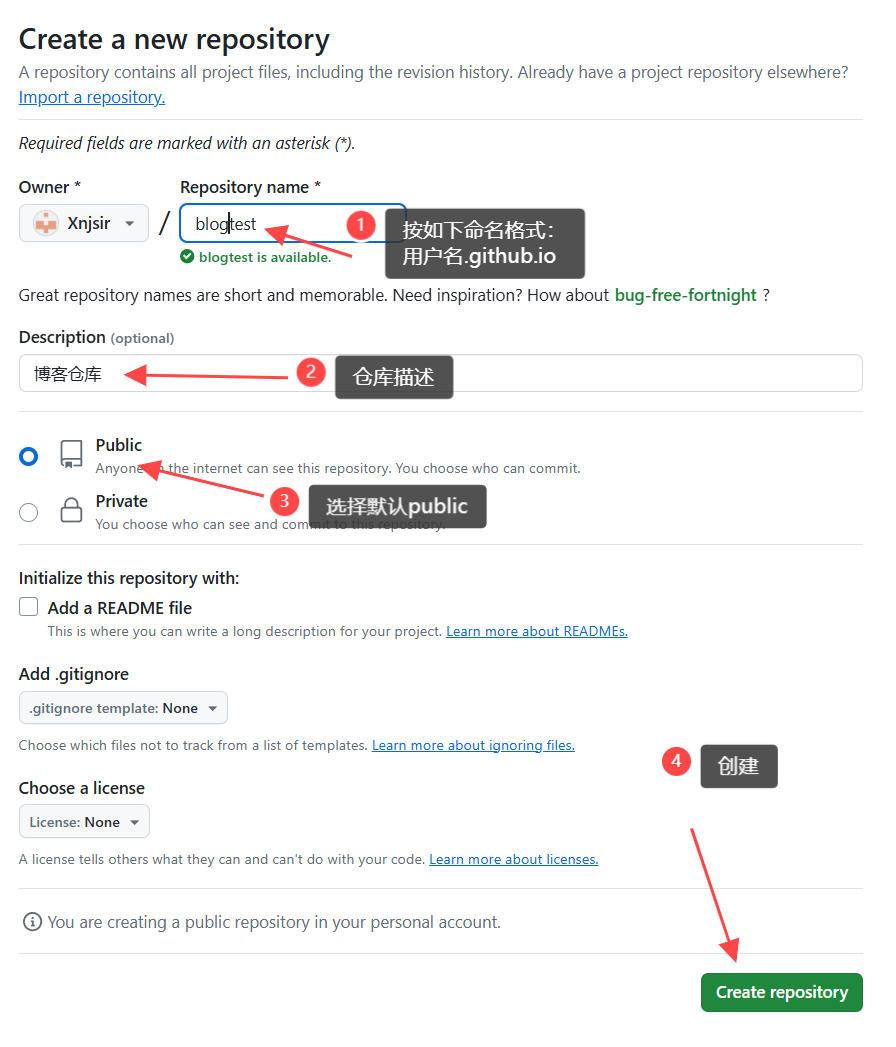 Create a new repository
A repository contains all project files, including the revision history. Already have a project repository elsewhere?
Import a repository.
Required fields are marked with an asterisk (*).
Owner *
Repository name *
Xnjsir
/
blogtest
1
按如下命名格式：
用户名.github.io
blogtest is available.
Great repository names are short and memorable. Need inspiration? How about bug-free-fortnight ?
Description (optional)
博客仓库
2
仓库描述
Public
Anyone on the internet can see this repository. You choose who can commit.
3
选择默认public
Private
You choose who can see and commit to this repository.
Initialize this repository with:
Add a README file
This is where you can write a long description for your project. Learn more about READMEs.
Add .gitignore
.gitignore template: None
Choose which files not to track from a list of templates. Learn more about ignoring files.
4
创建
Choose a license
License: None
A license tells others what they can and can't do with your code. Learn more about licenses.
You are creating a public repository in your personal account.
Create repository